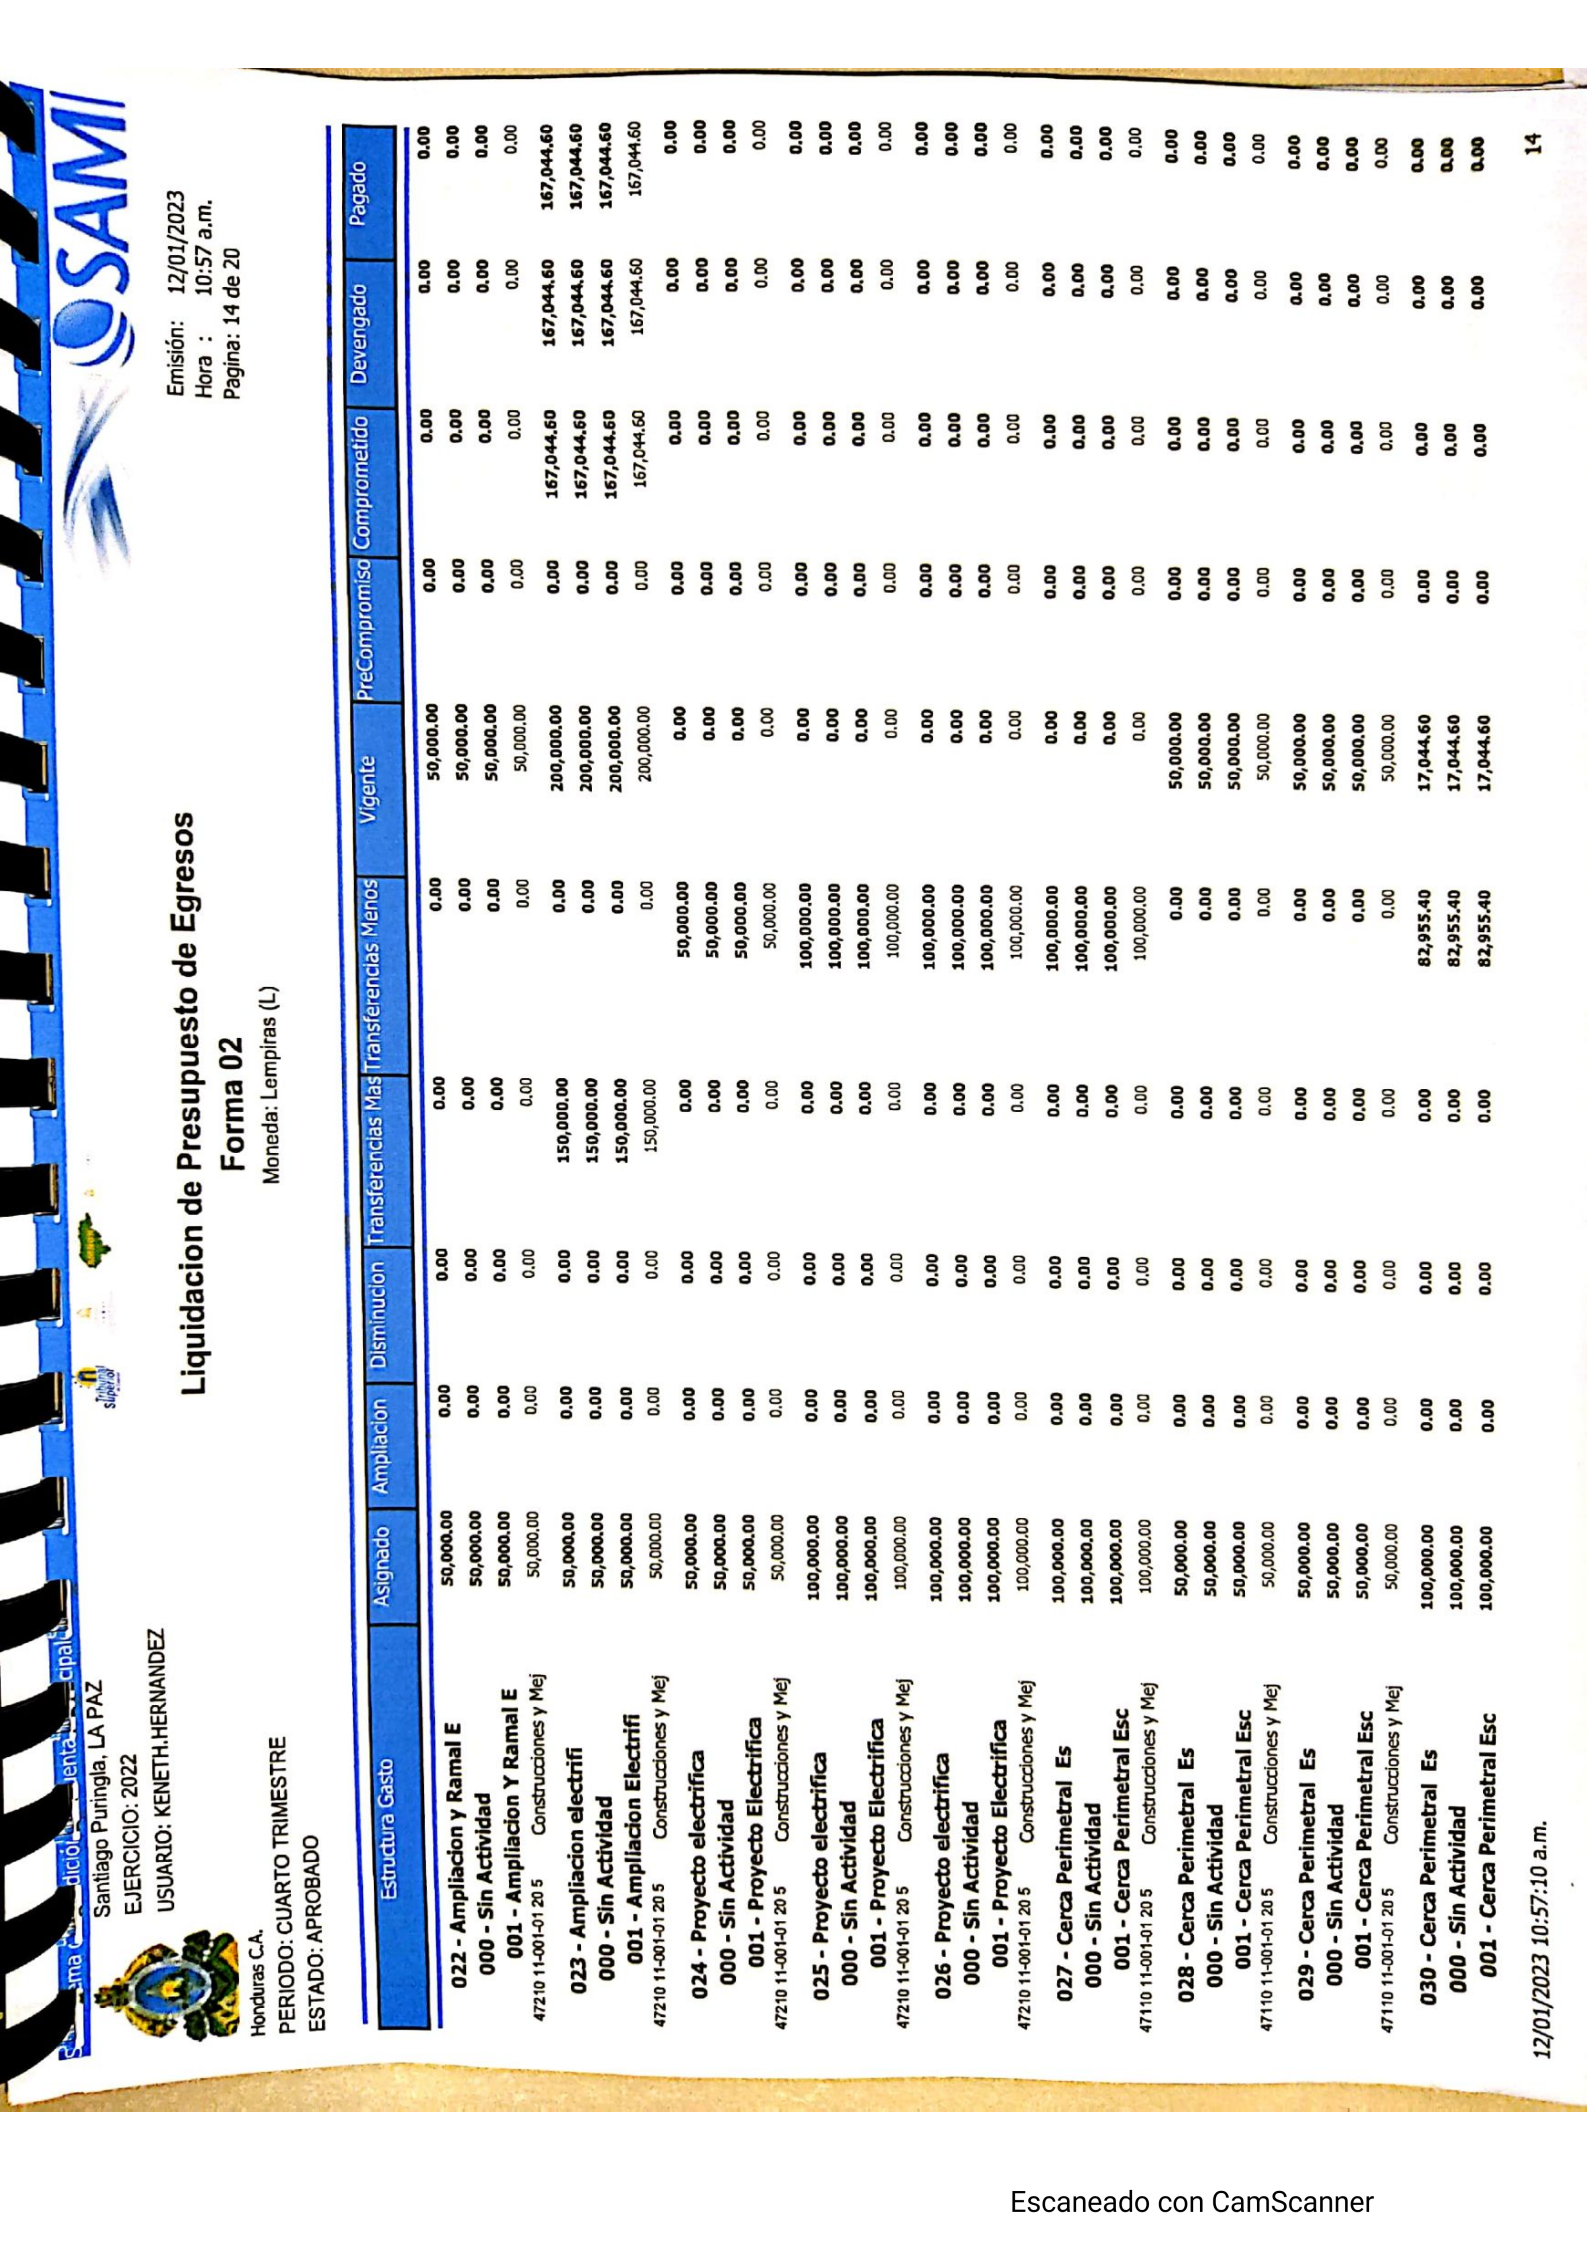 SAMI
Santiago Puringla, LA PAZ
EJERCICIO: 2022
USUARIO: KENETH.HERNANDEZ
Honduras C.A.
PERIODO: CUARTO TRIMESTRE
ESTADO: APROBADO
Liquidacion de Presupuesto de Egresos
Forma 02
Moneda: Lempiras (L)
Emisión: 12/01/2023
Hora : 10:57 a.m.
Pagina: 14 de 20
Estructura Gasto Asignado Ampliacion Disminucion Transferencias Mas Transferencias Menos Vigente PreCompromiso Comprometido Devengado Pagado
022 - Ampliacion y Ramal E 50,000.00 0.00 0.00 0.00 0.00 50,000.00 0.00 0.00 0.00 0.00
000 - Sin Actividad 50,000.00 0.00 0.00 0.00 0.00 50,000.00 0.00 0.00 0.00 0.00
001 - Ampliacion Y Ramal E 50,000.00 0.00 0.00 0.00 0.00 50,000.00 0.00 0.00 0.00 0.00
47210 11-001-01 20 5 Construcciones y Mej 50,000.00 0.00 0.00 0.00 0.00 50,000.00 0.00 0.00 0.00 0.00
023 - Ampliacion electrifi 50,000.00 0.00 0.00 150,000.00 0.00 200,000.00 0.00 167,044.60 167,044.60 167,044.60
000 - Sin Actividad 50,000.00 0.00 0.00 150,000.00 0.00 200,000.00 0.00 167,044.60 167,044.60 167,044.60
001 - Ampliacion Electrifi 50,000.00 0.00 0.00 150,000.00 0.00 200,000.00 0.00 167,044.60 167,044.60 167,044.60
47210 11-001-01 20 5 Construcciones y Mej 50,000.00 0.00 0.00 150,000.00 0.00 200,000.00 0.00 167,044.60 167,044.60 167,044.60
024 - Proyecto electrifica 50,000.00 0.00 0.00 0.00 50,000.00 0.00 0.00 0.00 0.00 0.00
000 - Sin Actividad 50,000.00 0.00 0.00 0.00 50,000.00 0.00 0.00 0.00 0.00 0.00
001 - Proyecto Electrifica 50,000.00 0.00 0.00 0.00 50,000.00 0.00 0.00 0.00 0.00 0.00
47210 11-001-01 20 5 Construcciones y Mej 50,000.00 0.00 0.00 0.00 50,000.00 0.00 0.00 0.00 0.00 0.00
025 - Proyecto electrifica 100,000.00 0.00 0.00 0.00 100,000.00 0.00 0.00 0.00 0.00 0.00
000 - Sin Actividad 100,000.00 0.00 0.00 0.00 100,000.00 0.00 0.00 0.00 0.00 0.00
001 - Proyecto Electrifica 100,000.00 0.00 0.00 0.00 100,000.00 0.00 0.00 0.00 0.00 0.00
47210 11-001-01 20 5 Construcciones y Mej 100,000.00 0.00 0.00 0.00 100,000.00 0.00 0.00 0.00 0.00 0.00
026 - Proyecto electrifica 100,000.00 0.00 0.00 0.00 100,000.00 0.00 0.00 0.00 0.00 0.00
000 - Sin Actividad 100,000.00 0.00 0.00 0.00 100,000.00 0.00 0.00 0.00 0.00 0.00
001 - Proyecto Electrifica 100,000.00 0.00 0.00 0.00 100,000.00 0.00 0.00 0.00 0.00 0.00
47210 11-001-01 20 5 Construcciones y Mej 100,000.00 0.00 0.00 0.00 100,000.00 0.00 0.00 0.00 0.00 0.00
027 - Cerca Perimetral Es 100,000.00 0.00 0.00 0.00 100,000.00 0.00 0.00 0.00 0.00 0.00
000 - Sin Actividad 100,000.00 0.00 0.00 0.00 100,000.00 0.00 0.00 0.00 0.00 0.00
001 - Cerca Perimetral Esc 100,000.00 0.00 0.00 0.00 100,000.00 0.00 0.00 0.00 0.00 0.00
47110 11-001-01 20 5 Construcciones y Mej 100,000.00 0.00 0.00 0.00 100,000.00 0.00 0.00 0.00 0.00 0.00
028 - Cerca Perimetral Es 50,000.00 0.00 0.00 0.00 0.00 50,000.00 0.00 0.00 0.00 0.00
000 - Sin Actividad 50,000.00 0.00 0.00 0.00 0.00 50,000.00 0.00 0.00 0.00 0.00
001 - Cerca Perimetral Esc 50,000.00 0.00 0.00 0.00 0.00 50,000.00 0.00 0.00 0.00 0.00
47110 11-001-01 20 5 Construcciones y Mej 50,000.00 0.00 0.00 0.00 0.00 50,000.00 0.00 0.00 0.00 0.00
029 - Cerca Perimetral Es 50,000.00 0.00 0.00 0.00 0.00 50,000.00 0.00 0.00 0.00 0.00
000 - Sin Actividad 50,000.00 0.00 0.00 0.00 0.00 50,000.00 0.00 0.00 0.00 0.00
001 - Cerca Perimetral Esc 50,000.00 0.00 0.00 0.00 0.00 50,000.00 0.00 0.00 0.00 0.00
47110 11-001-01 20 5 Construcciones y Mej 50,000.00 0.00 0.00 0.00 0.00 50,000.00 0.00 0.00 0.00 0.00
030 - Cerca Perimetral Es 100,000.00 0.00 0.00 0.00 82,955.40 17,044.60 0.00 0.00 0.00 0.00
000 - Sin Actividad 100,000.00 0.00 0.00 0.00 82,955.40 17,044.60 0.00 0.00 0.00 0.00
001 - Cerca Perimetral Esc 100,000.00 0.00 0.00 0.00 82,955.40 17,044.60 0.00 0.00 0.00 0.00
12/01/2023 10:57:10 a.m. 14
Escaneado con CamScanner